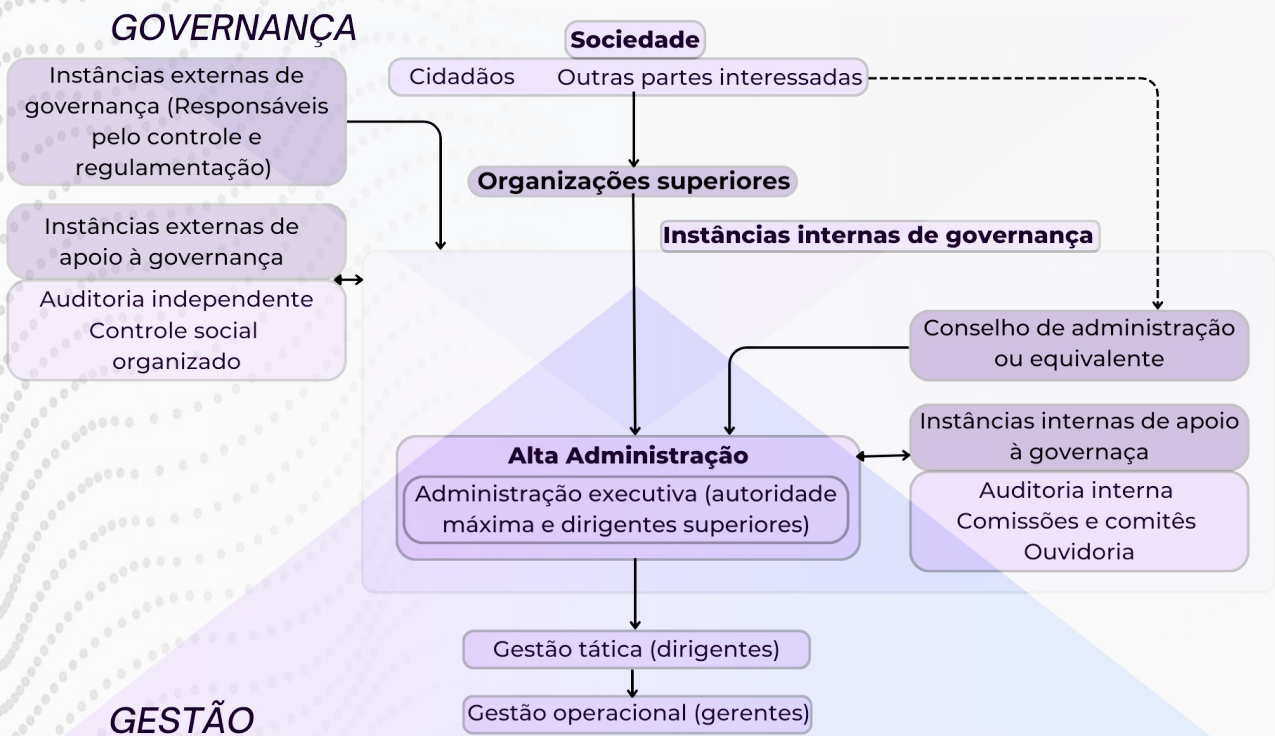 GOVERNANÇA
Sociedade
Cidadãos Outras partes interessadas
Instâncias externas de
governança (Responsáveis
pelo controle e
regulamentação)
Organizações superiores
Instâncias externas de
apoio à governança
Auditoria independente
Controle social
organizado
Instâncias internas de governança
Conselho de administração
ou equivalente
Alta Administração
Administração executiva (autoridade
máxima e dirigentes superiores)
Instâncias internas de apoio
à governaça
Auditoria interna
Comissões e comitês
Ouvidoria
Gestão tática (dirigentes)
Gestão operacional (gerentes)
GESTÃO